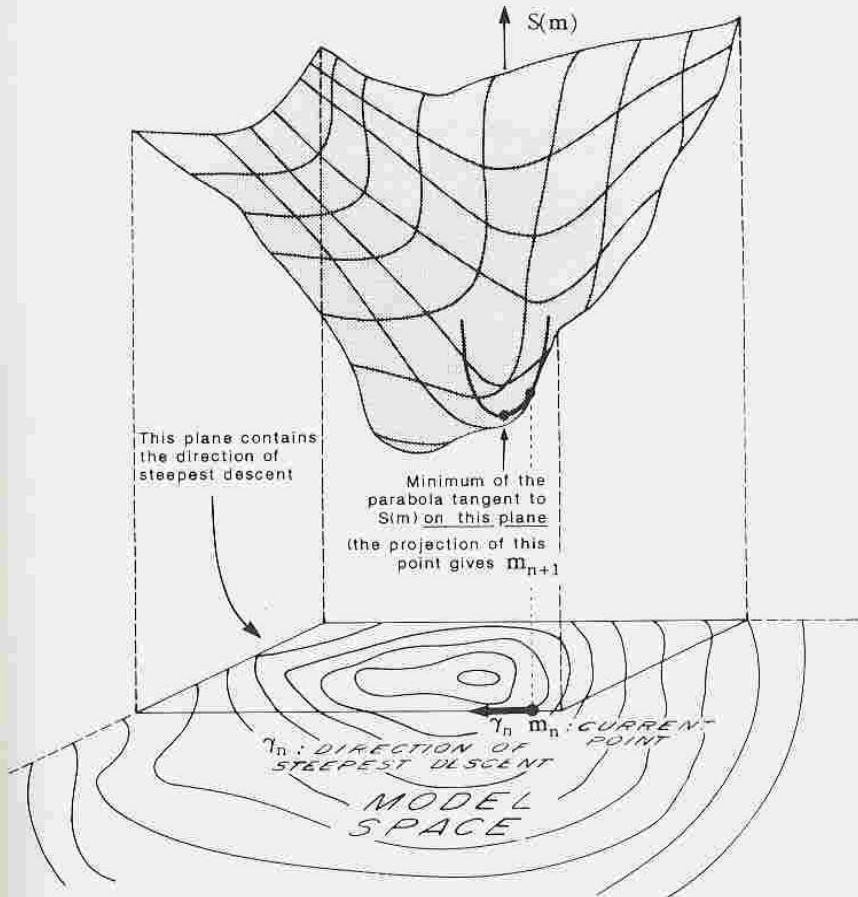 S(m)
This plane contains
the direction of
steepest descent
Minimum of the
parabola tangent to
S(m) on this plane
(the projection of this
point gives m_{n+1}
γ_n m_n : CURRENT
POINT
γ_n : DIRECTION OF
STEEPEST DESCENT
MODEL
SPACE